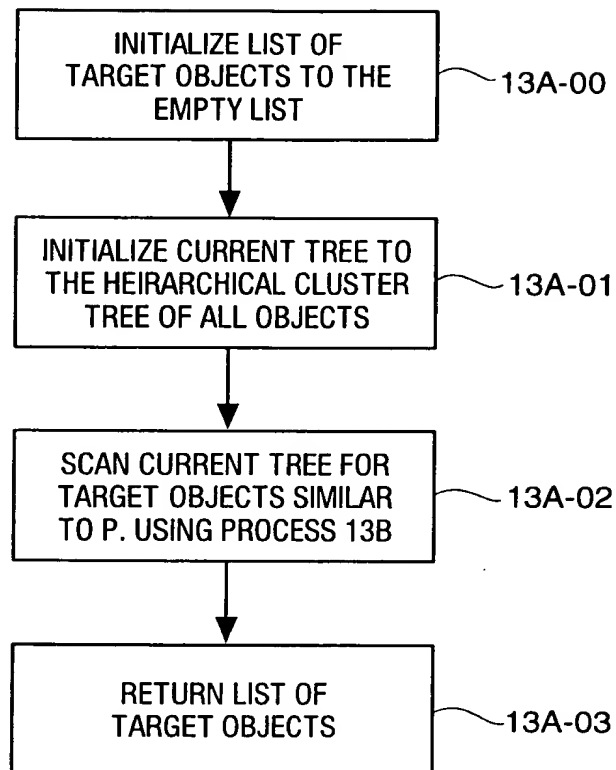 INITIALIZE LIST OF
TARGET OBJECTS TO THE
EMPTY LIST
13A-00
INITIALIZE CURRENT TREE TO
THE HEIRARCHICAL CLUSTER
TREE OF ALL OBJECTS
13A-01
SCAN CURRENT TREE FOR
TARGET OBJECTS SIMILAR
TO P. USING PROCESS 13B
13A-02
RETURN LIST OF
TARGET OBJECTS
13A-03